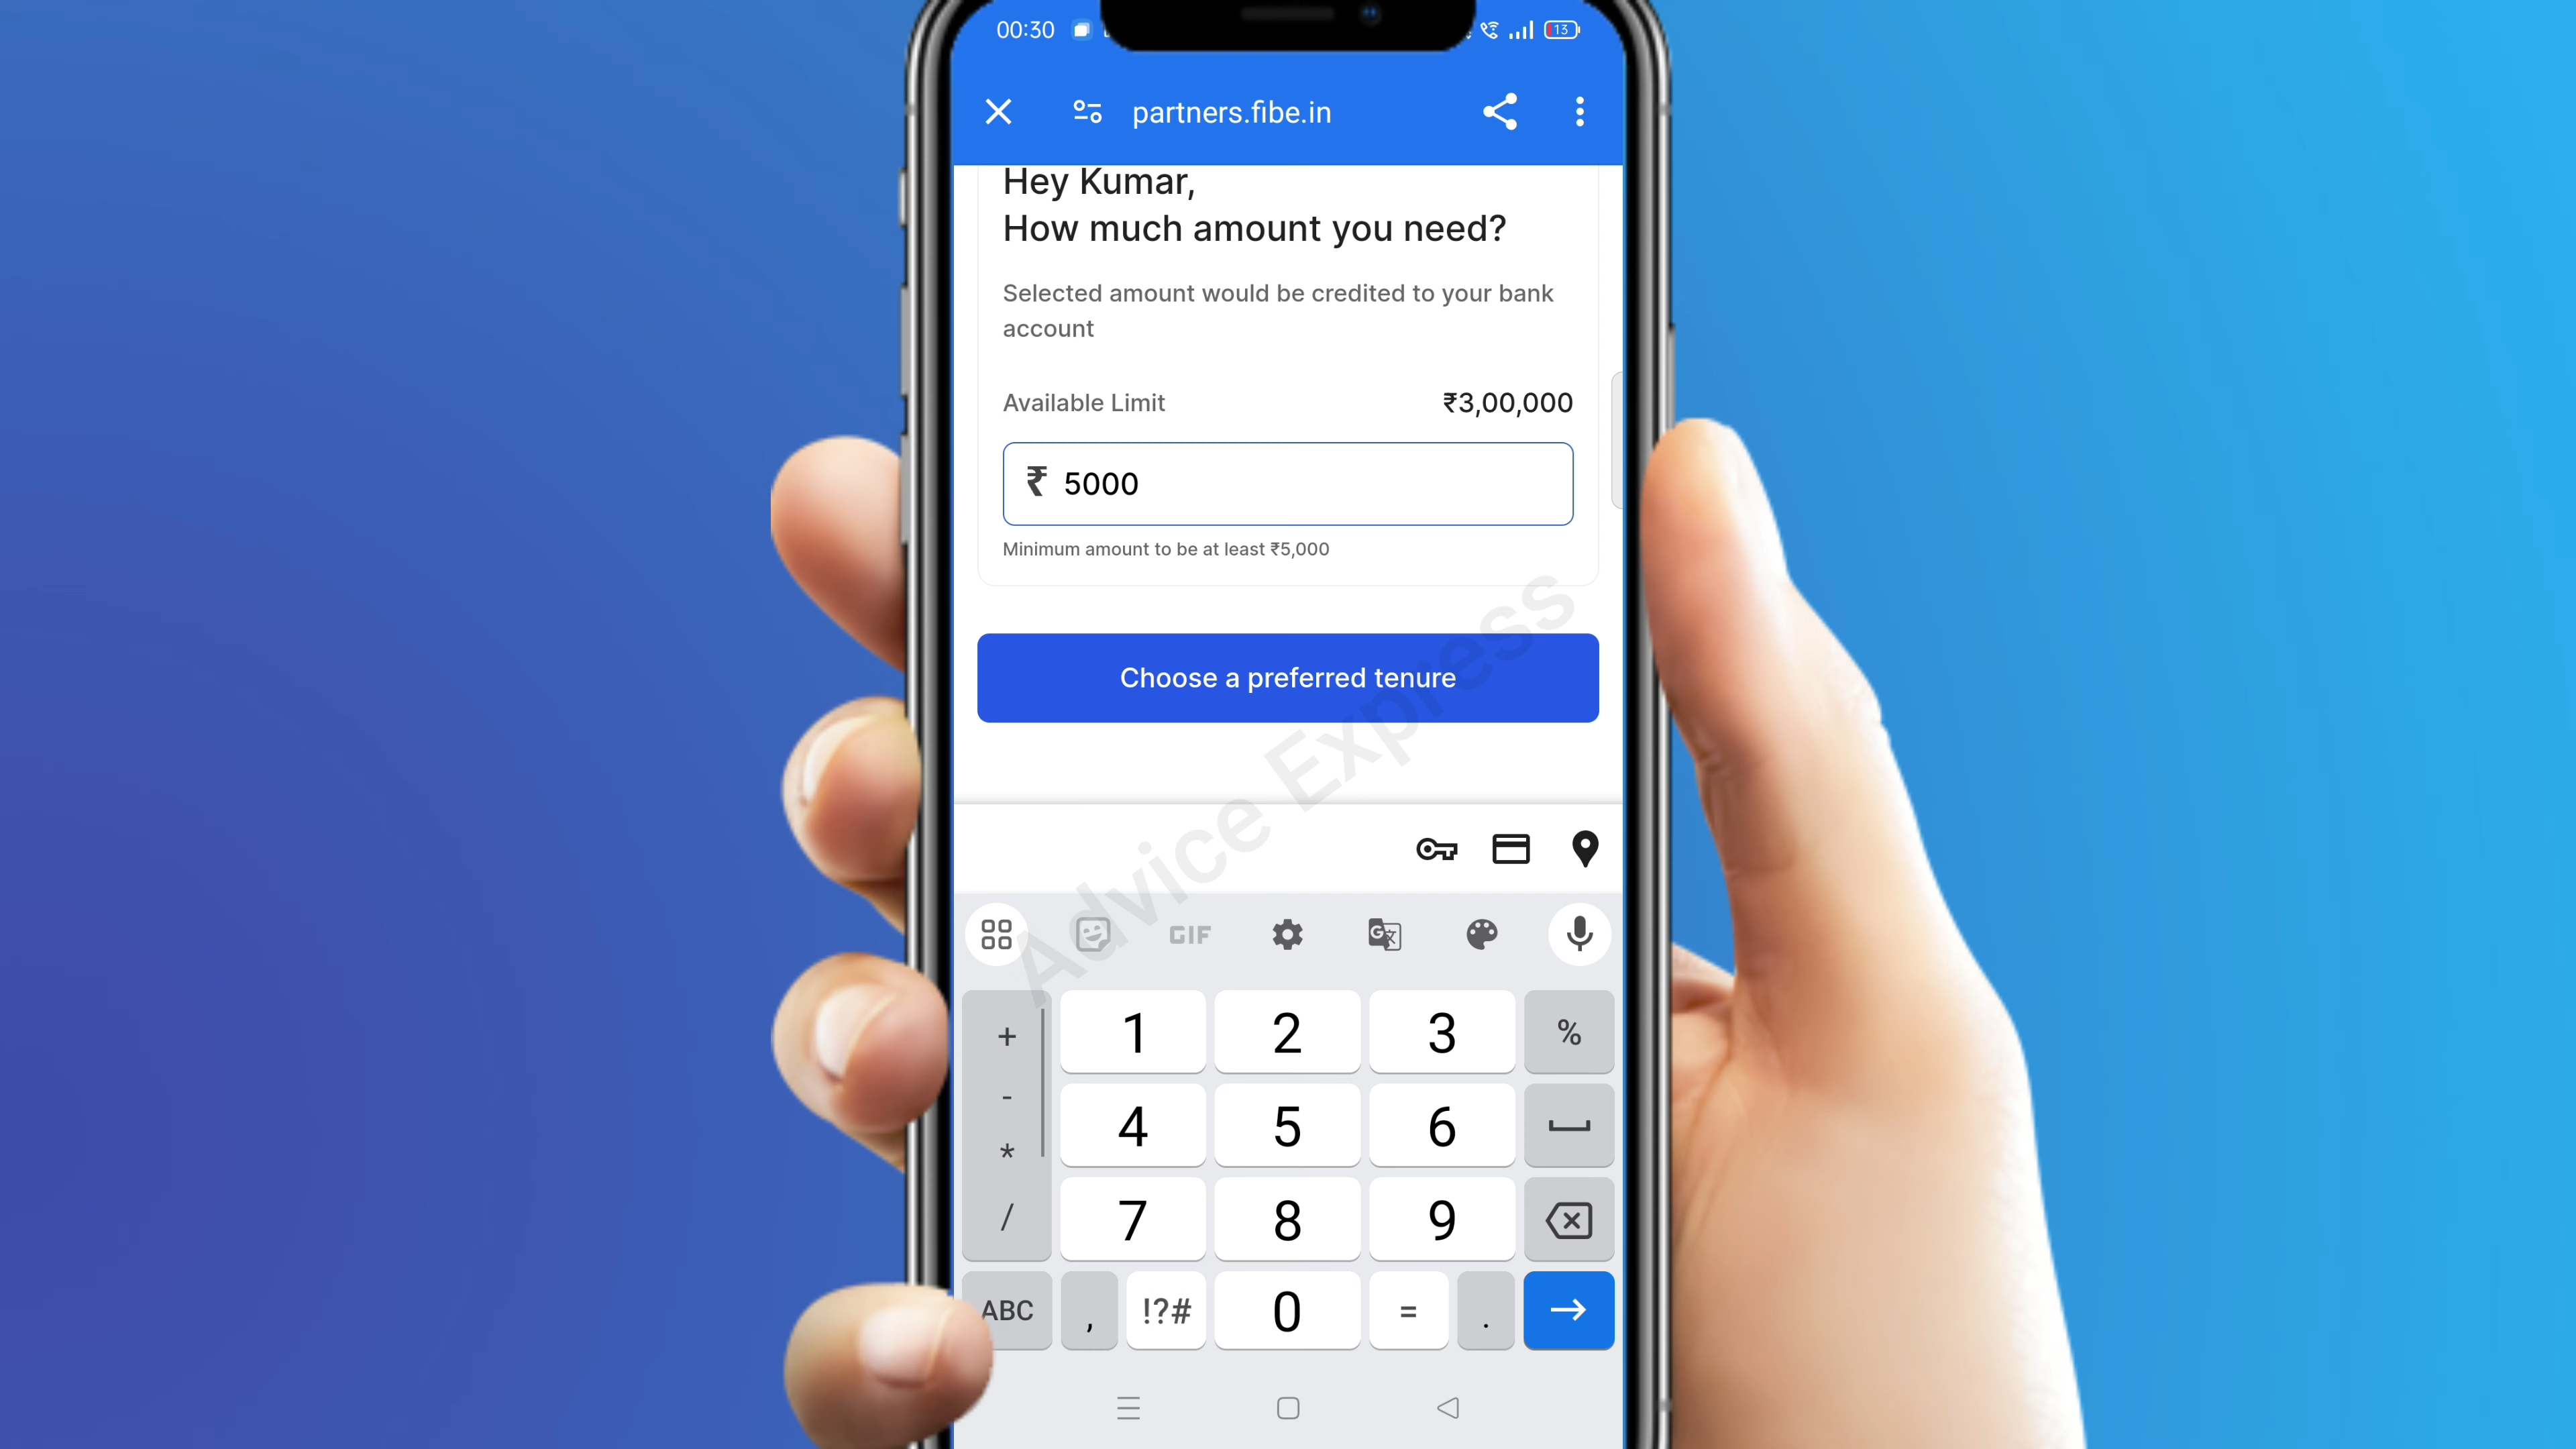 00:30
13
partners.fibe.in
Hey Kumar,
How much amount you need?
Selected amount would be credited to your bank
account
Available Limit ₹3,00,000
₹ 5000
Minimum amount to be at least ₹5,000
Choose a preferred tenure
Advice Express
GIF
+ 1 2 3 %
- 4 5 6
*
/ 7 8 9
ABC , !?# 0 = .